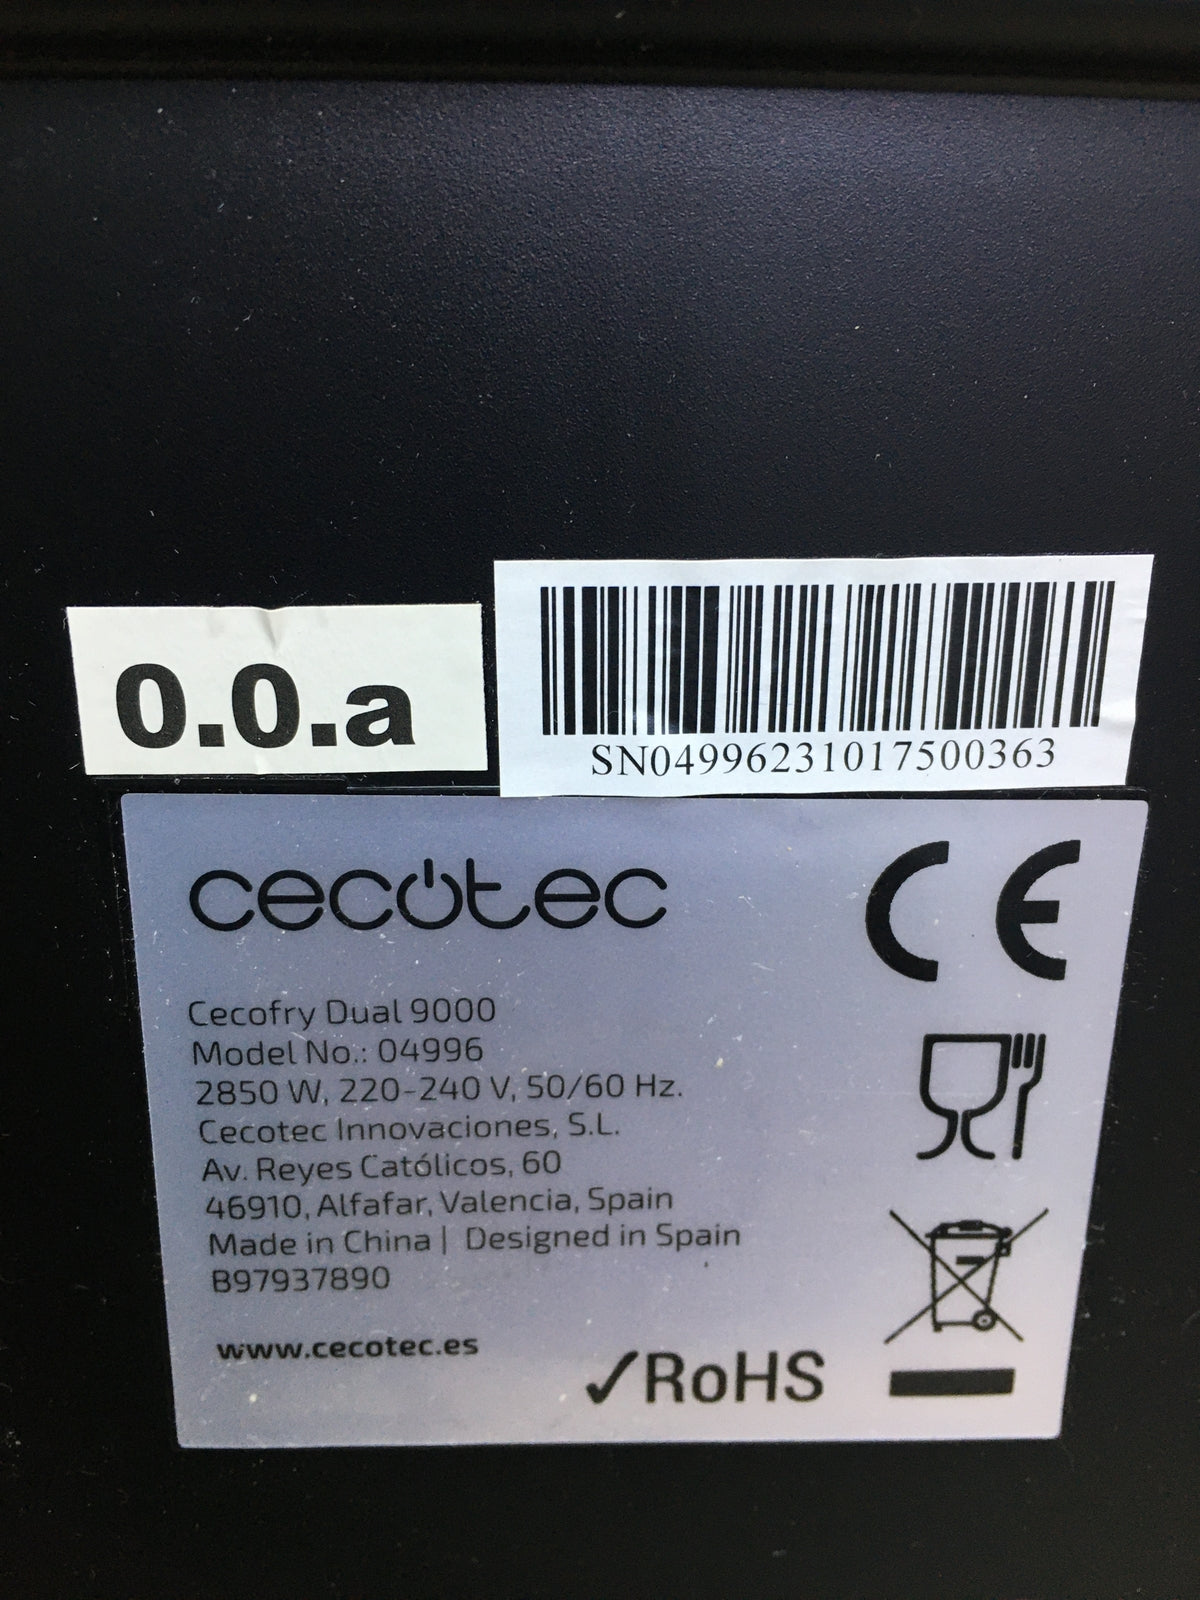 0.0.a
SN04996231017500363
cecotec
CE
Cecofry Dual 9000
Model No.: 04996
2850 W, 220-240 V, 50/60 Hz.
Cecotec Innovaciones, S.L.
Av. Reyes Católicos, 60
46910, Alfafar, Valencia, Spain
Made in China | Designed in Spain
B97937890
www.cecotec.es
✓RoHS